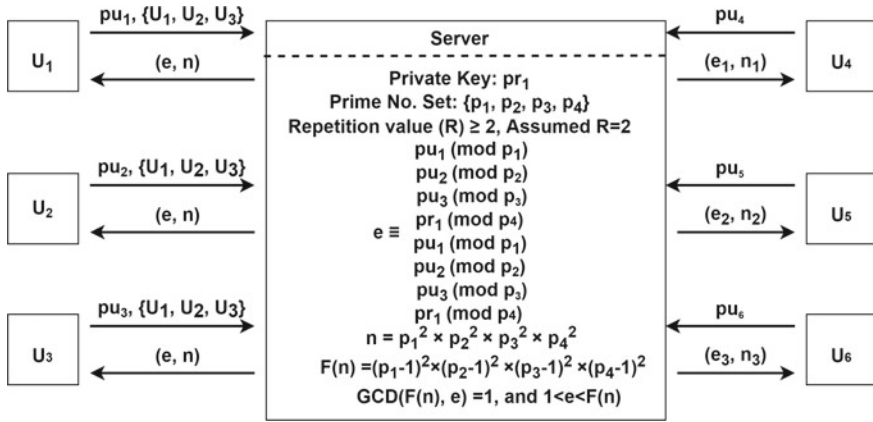 pu₁, {U₁, U₂, U₃}
U₁
(e, n)
pu₂, {U₁, U₂, U₃}
U₂
(e, n)
pu₃, {U₁, U₂, U₃}
U₃
(e, n)
Server
Private Key: pr₁
Prime No. Set: {p₁, p₂, p₃, p₄}
Repetition value (R) ≥ 2, Assumed R=2
pu₁ (mod p₁)
pu₂ (mod p₂)
pu₃ (mod p₃)
e ≡ pr₁ (mod p₄)
pu₁ (mod p₁)
pu₂ (mod p₂)
pu₃ (mod p₃)
pr₁ (mod p₄)
n = p₁² × p₂² × p₃² × p₄²
F(n) =(p₁-1)²×(p₂-1)² ×(p₃-1)² ×(p₄-1)²
GCD(F(n), e) =1, and 1<e<F(n)
pu₄
U₄
(e₁, n₁)
pu₅
U₅
(e₂, n₂)
pu₆
U₆
(e₃, n₃)